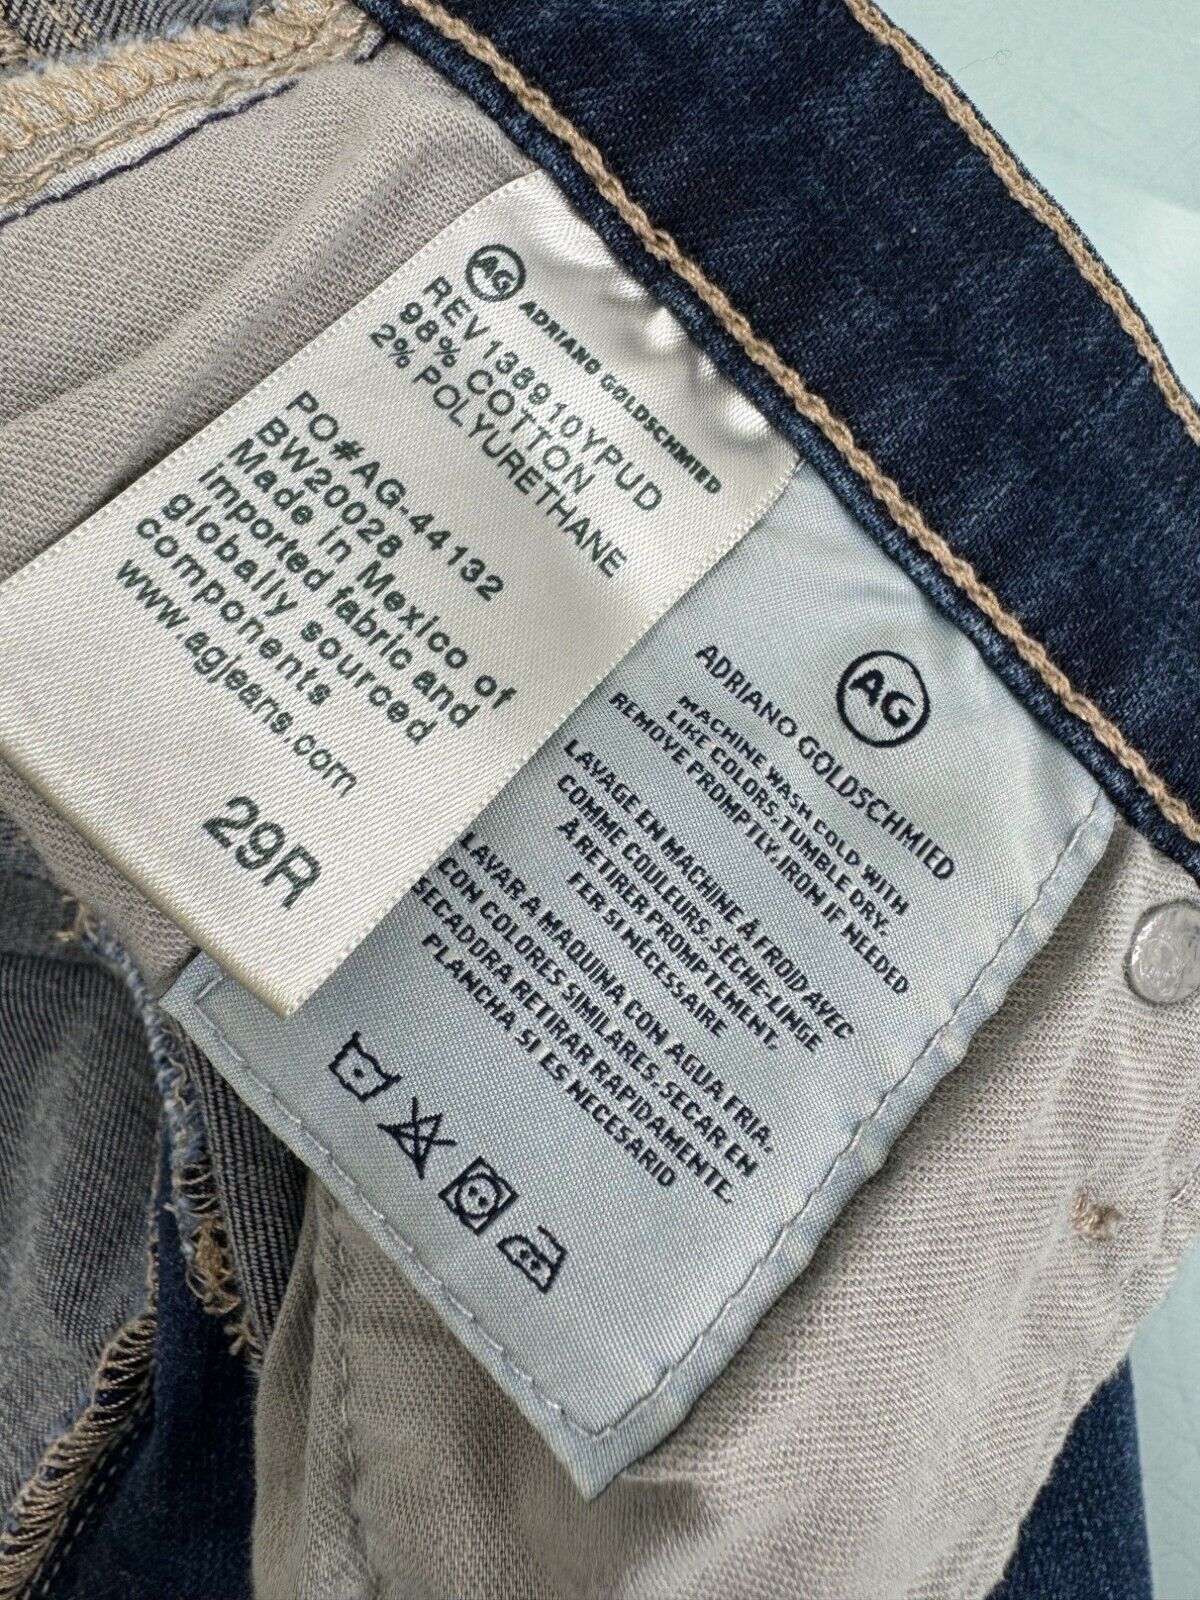 AG ADRIANO GOLDSCHMIED
REV 138910YPUD
98% COTTON
2% POLYURETHANE
PO#AG-44132
BW20028
Made in Mexico of
imported fabric and
globally sourced
components
www.agjeans.com
29R
AG
ADRIANO GOLDSCHMIED
MACHINE WASH COLD WITH
LIKE COLORS, TUMBLE DRY,
REMOVE PROMPTLY, IRON IF NEEDED
LAVAGE EN MACHINE À FROID AVEC
COMME COULEURS, SÈCHE-LINGE
À RETIRER PROMPTEMENT,
FER SI NÉCESSAIRE
LAVAR A MAQUINA CON AGUA FRIA,
CON COLORES SIMILARES, SECAR EN
SECADORA RETIRAR RAPIDAMENTE,
PLANCHA SI ES NECESARIO